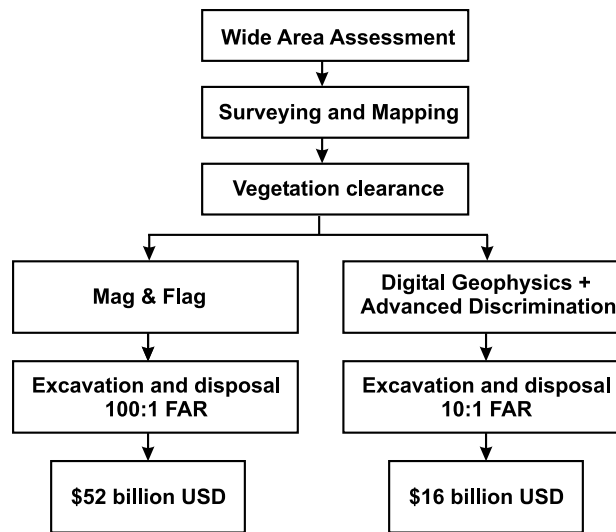 Wide Area Assessment
Surveying and Mapping
Vegetation clearance
Mag & Flag
Digital Geophysics +
Advanced Discrimination
Excavation and disposal
100:1 FAR
Excavation and disposal
10:1 FAR
$52 billion USD
$16 billion USD